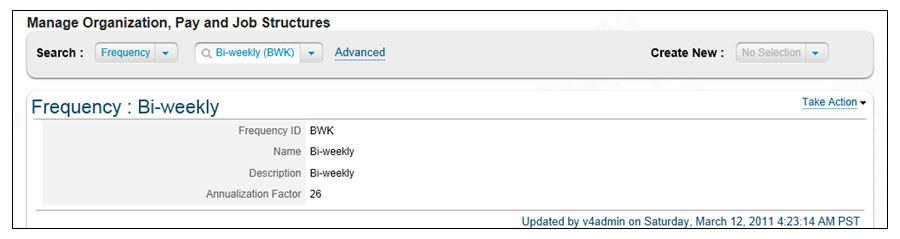 Manage Organization, Pay and Job Structures
Search : Frequency Bi-weekly (BWK) Advanced Create New : No Selection
Frequency : Bi-weekly Take Action
Frequency ID BWK
Name Bi-weekly
Description Bi-weekly
Annualization Factor 26
Updated by v4admin on Saturday, March 12, 2011 4:23:14 AM PST